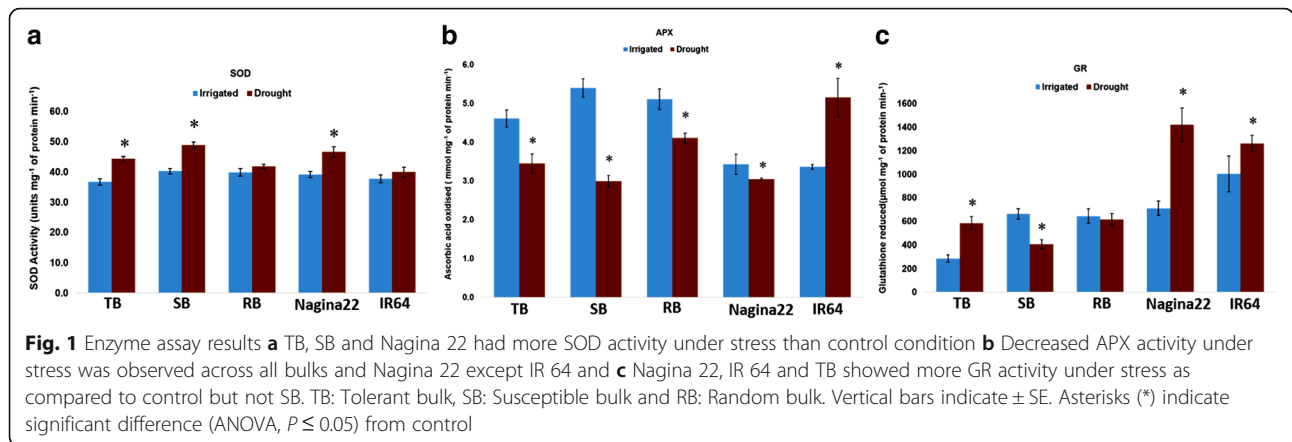 a
SOD
Irrigated Drought
SOD Activity (units mg⁻¹ of protein min⁻¹)
60.0
50.0
40.0
30.0
20.0
10.0
0.0
* * *
TB SB RB Nagina22 IR64
b
APX
Irrigated Drought
Ascorbic acid oxidised ( mmol mg⁻¹ of protein min⁻¹)
6.0
5.0
4.0
3.0
2.0
1.0
0.0
* * * * *
TB SB RB Nagina22 IR64
c
GR
Irrigated Drought
Glutathione reduced(µmol mg⁻¹ of protein min-¹)
1600
1400
1200
1000
800
600
400
200
0
* * * *
TB SB RB Nagina22 IR64
Fig. 1 Enzyme assay results a TB, SB and Nagina 22 had more SOD activity under stress than control condition b Decreased APX activity under
stress was observed across all bulks and Nagina 22 except IR 64 and c Nagina 22, IR 64 and TB showed more GR activity under stress as
compared to control but not SB. TB: Tolerant bulk, SB: Susceptible bulk and RB: Random bulk. Vertical bars indicate ± SE. Asterisks (*) indicate
significant difference (ANOVA, P ≤ 0.05) from control